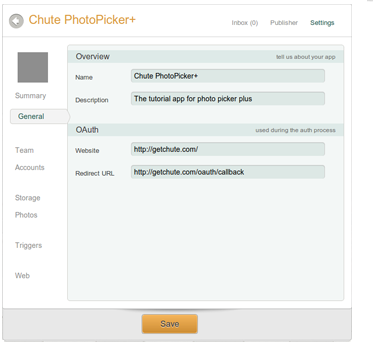 Chute PhotoPicker+
Inbox (0) Publisher Settings
Overview tell us about your app
Name Chute PhotoPicker+
Description The tutorial app for photo picker plus
OAuth used during the auth process
Website http://getchute.com/
Redirect URL http://getchute.com/oauth/callback
Summary
General
Team
Accounts
Storage
Photos
Triggers
Web
Save